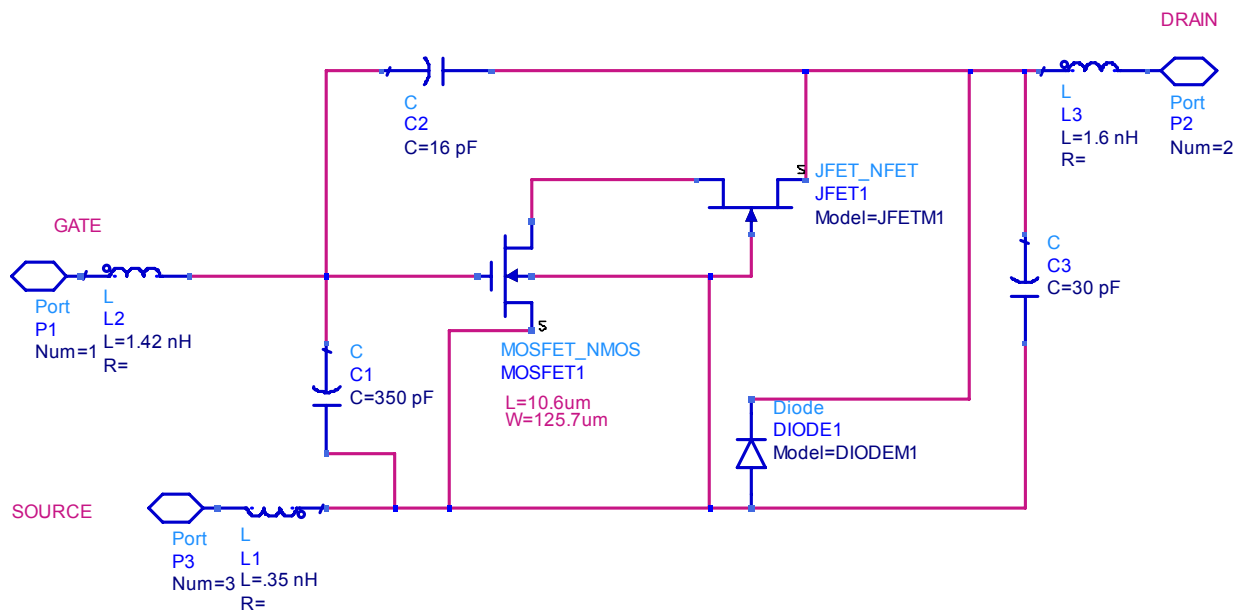 DRAIN
C
C2
C=16 pF
L
L3
L=1.6 nH
R=
Port
P2
Num=2
S
JFET_NFET
JFET1
Model=JFETM1
GATE
Port
P1
Num=1
L
L2
L=1.42 nH
R=
C
C3
C=30 pF
S
MOSFET_NMOS
MOSFET1
L=10.6um
W=125.7um
C
C1
C=350 pF
Diode
DIODE1
Model=DIODEM1
SOURCE
Port
P3
Num=3
L
L1
L=.35 nH
R=